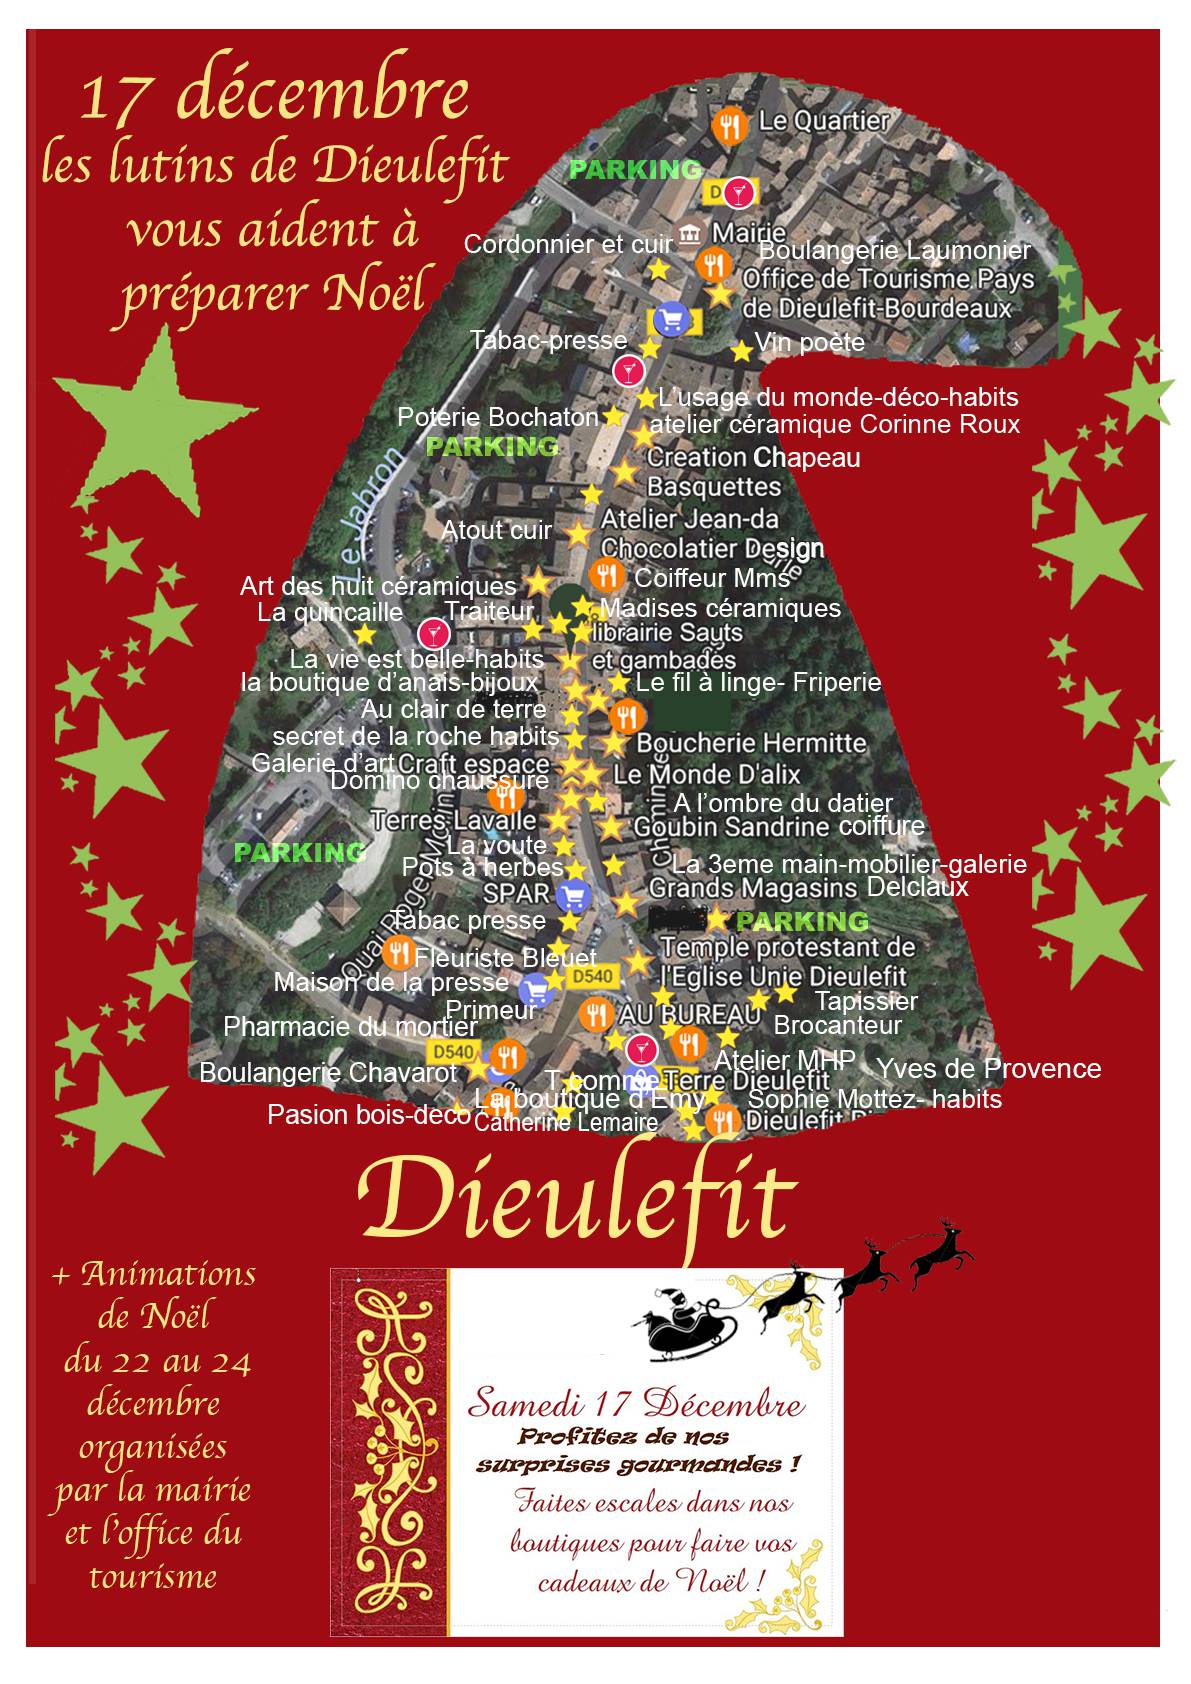 17 décembre
les lutins de Dieulefit
vous aident à
préparer Noël
Le Quartier
PARKING
D
Mairie
Cordonnier et cuir
Boulangerie Laumonier
Office de Tourisme Pays
de Dieulefit-Bourdeaux
Tabac-presse
Vin poète
L'usage du monde-déco-habits
Poterie Bochaton
atelier céramique Corinne Roux
PARKING
Creation Chapeau
Basquettes
Le Jabron
Atout cuir
Atelier Jean-da
Chocolatier Design
Art des huit céramiques
Coiffeur Mms
La quincaille
Traiteur
Madises céramiques
librairie Sauts
et gambades
La vie est belle-habits
la boutique d'anais-bijoux
Le fil à linge- Friperie
Au clair de terre
secret de la roche habits
Boucherie Hermitte
Galerie d'art Craft espace
Domino chaussure
Le Monde D'alix
A l'ombre du datier
Terres Lavalle
Goubin Sandrine coiffure
La voute
PARKING
Pots à herbes
La 3eme main-mobilier-galerie
SPAR
Grands Magasins Delclaux
Tabac presse
PARKING
Quai Roger Morin
Chemin
Temple protestant de
l'Eglise Unie Dieulefit
Fleuriste Bleuet
D540
Maison de la presse
Tapissier
Primeur
AU BUREAU
Brocanteur
Pharmacie du mortier
D540
Atelier MHP
Yves de Provence
Boulangerie Chavarot
T comme Terre Dieulefit
La boutique d'Emy
Sophie Mottez- habits
Pasion bois-deco
Catherine Lemaire
Dieulefit
Dieulefit
+ Animations
de Noël
du 22 au 24
décembre
organisées
par la mairie
et l'office du
tourisme
Samedi 17 Décembre
Profitez de nos
surprises gourmandes !
Faites escales dans nos
boutiques pour faire vos
cadeaux de Noël !